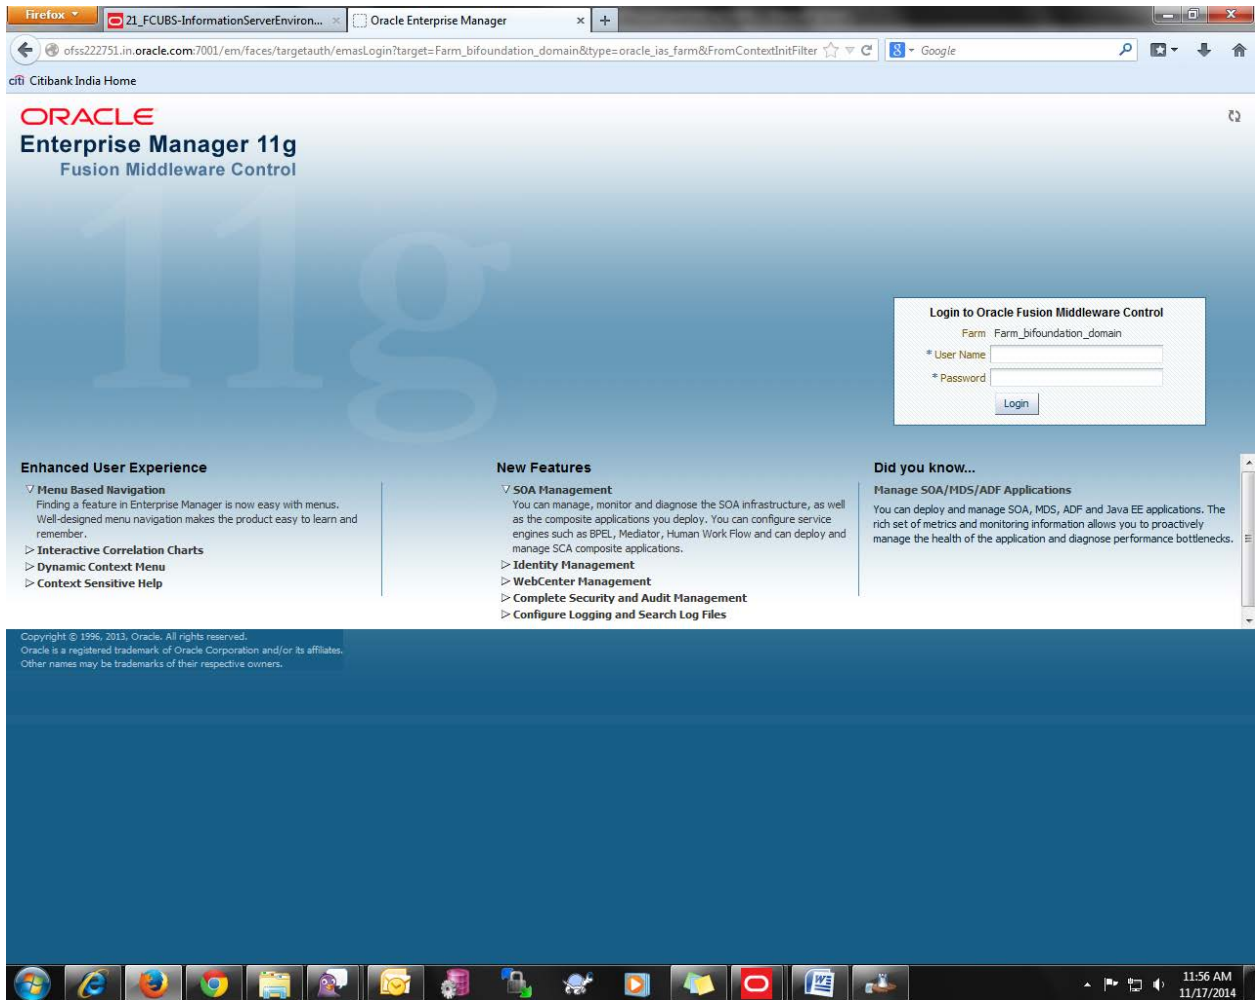 Firefox
21_FCUBS-InformationServerEnviron...
Oracle Enterprise Manager
ofss222751.in.oracle.com:7001/em/faces/targetauth/emasLogin?target=Farm_bifoundation_domain&type=oracle_ias_farm&FromContextInitFilter
Google
citi Citibank India Home
ORACLE
Enterprise Manager 11g
Fusion Middleware Control
11g
Login to Oracle Fusion Middleware Control
Farm Farm_bifoundation_domain
* User Name
* Password
Login
Enhanced User Experience
Menu Based Navigation
Finding a feature in Enterprise Manager is now easy with menus.
Well-designed menu navigation makes the product easy to learn and
remember.
Interactive Correlation Charts
Dynamic Context Menu
Context Sensitive Help
New Features
SOA Management
You can manage, monitor and diagnose the SOA infrastructure, as well
as the composite applications you deploy. You can configure service
engines such as BPEL, Mediator, Human Work Flow and can deploy and
manage SCA composite applications.
Identity Management
WebCenter Management
Complete Security and Audit Management
Configure Logging and Search Log Files
Did you know...
Manage SOA/MDS/ADF Applications
You can deploy and manage SOA, MDS, ADF and Java EE applications. The
rich set of metrics and monitoring information allows you to proactively
manage the health of the application and diagnose performance bottlenecks.
Copyright © 1996, 2013, Oracle. All rights reserved.
Oracle is a registered trademark of Oracle Corporation and/or its affiliates.
Other names may be trademarks of their respective owners.
11:56 AM
11/17/2014